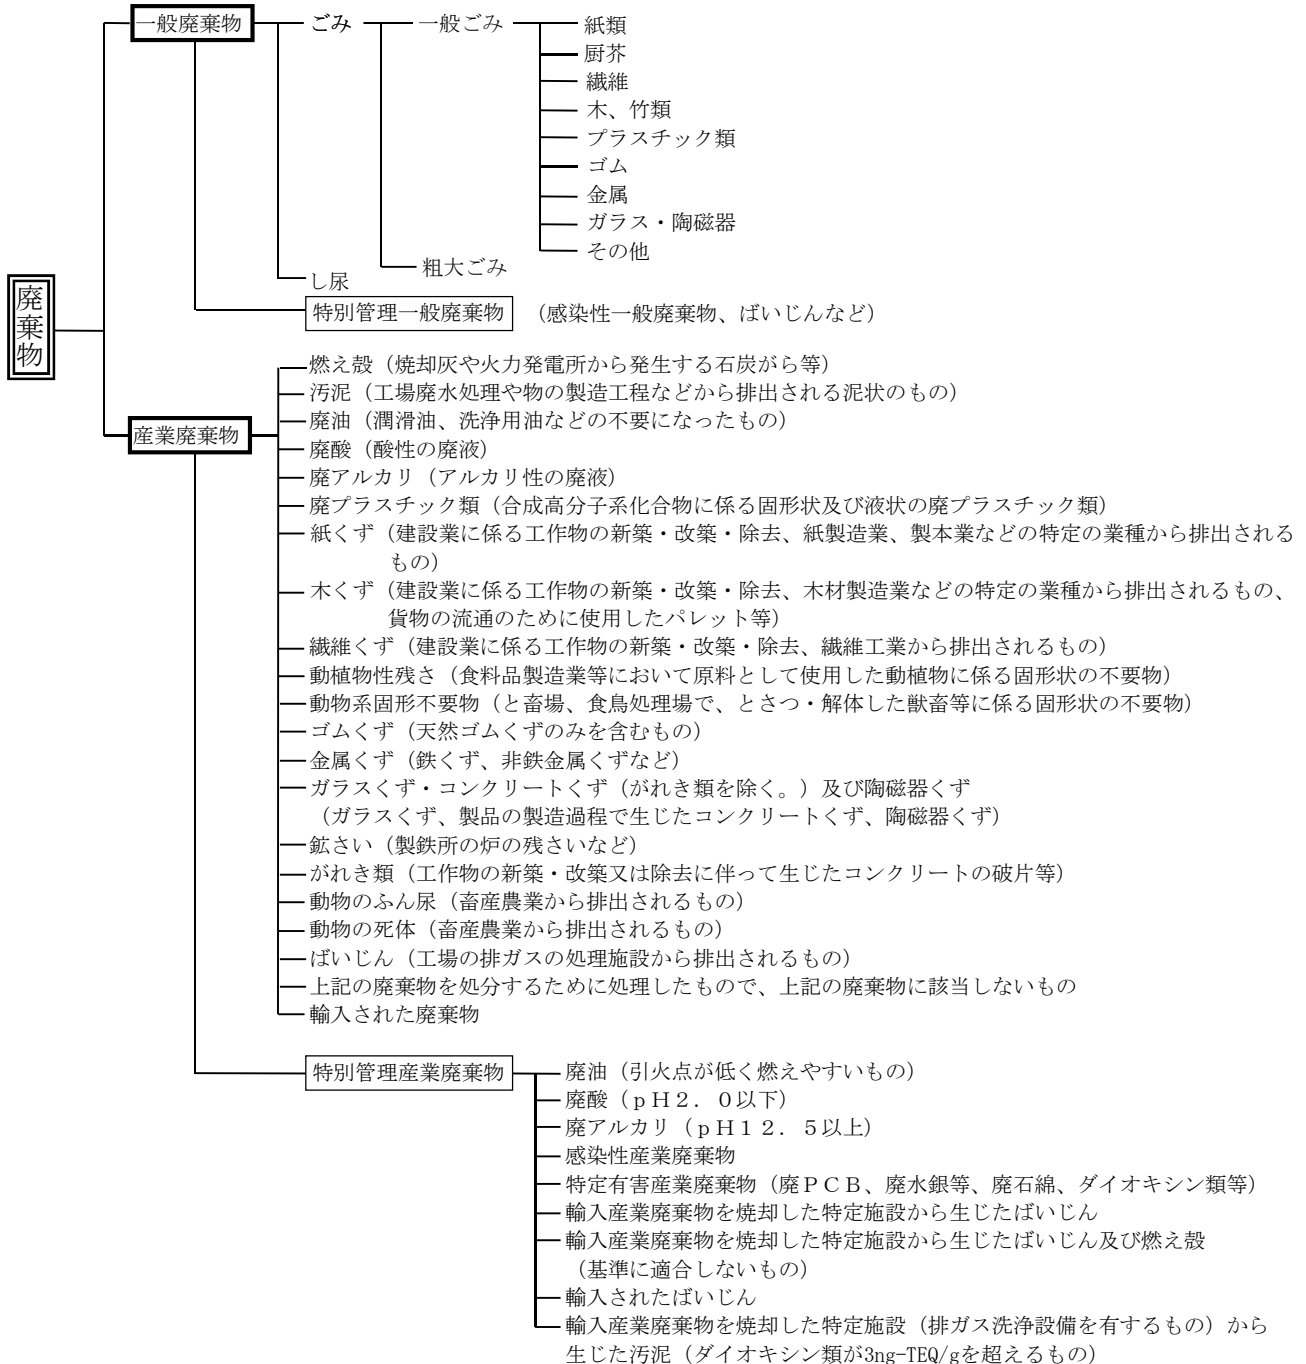 一般廃棄物
ごみ
一般ごみ
紙類
厨芥
繊維
木、竹類
プラスチック類
ゴム
金属
ガラス・陶磁器
その他
粗大ごみ
し尿
特別管理一般廃棄物
（感染性一般廃棄物、ばいじんなど）
廃棄物
産業廃棄物
燃え殻（焼却灰や火力発電所から発生する石炭がら等）
汚泥（工場廃水処理や物の製造工程などから排出される泥状のもの）
廃油（潤滑油、洗浄用油などの不要になったもの）
廃酸（酸性の廃液）
廃アルカリ（アルカリ性の廃液）
廃プラスチック類（合成高分子系化合物に係る固形状及び液状の廃プラスチック類）
紙くず（建設業に係る工作物の新築・改築・除去、紙製造業、製本業などの特定の業種から排出される
もの）
木くず（建設業に係る工作物の新築・改築・除去、木材製造業などの特定の業種から排出されるもの、
貨物の流通のために使用したパレット等）
繊維くず（建設業に係る工作物の新築・改築・除去、繊維工業から排出されるもの）
動植物性残さ（食料品製造業等において原料として使用した動植物に係る固形状の不要物）
動物系固形不要物（と畜場、食鳥処理場で、とさつ・解体した獣畜等に係る固形状の不要物）
ゴムくず（天然ゴムくずのみを含むもの）
金属くず（鉄くず、非鉄金属くずなど）
ガラスくず・コンクリートくず（がれき類を除く。）及び陶磁器くず
（ガラスくず、製品の製造過程で生じたコンクリートくず、陶磁器くず）
鉱さい（製鉄所の炉の残さいなど）
がれき類（工作物の新築・改築又は除去に伴って生じたコンクリートの破片等）
動物のふん尿（畜産農業から排出されるもの）
動物の死体（畜産農業から排出されるもの）
ばいじん（工場の排ガスの処理施設から排出されるもの）
上記の廃棄物を処分するために処理したもので、上記の廃棄物に該当しないもの
輸入された廃棄物
特別管理産業廃棄物
廃油（引火点が低く燃えやすいもの）
廃酸（ｐＨ２．０以下）
廃アルカリ（ｐＨ１２．５以上）
感染性産業廃棄物
特定有害産業廃棄物（廃ＰＣＢ、廃水銀等、廃石綿、ダイオキシン類等）
輸入産業廃棄物を焼却した特定施設から生じたばいじん
輸入産業廃棄物を焼却した特定施設から生じたばいじん及び燃え殻
（基準に適合しないもの）
輸入されたばいじん
輸入産業廃棄物を焼却した特定施設（排ガス洗浄設備を有するもの）から
生じた汚泥（ダイオキシン類が3ng-TEQ/gを超えるもの）